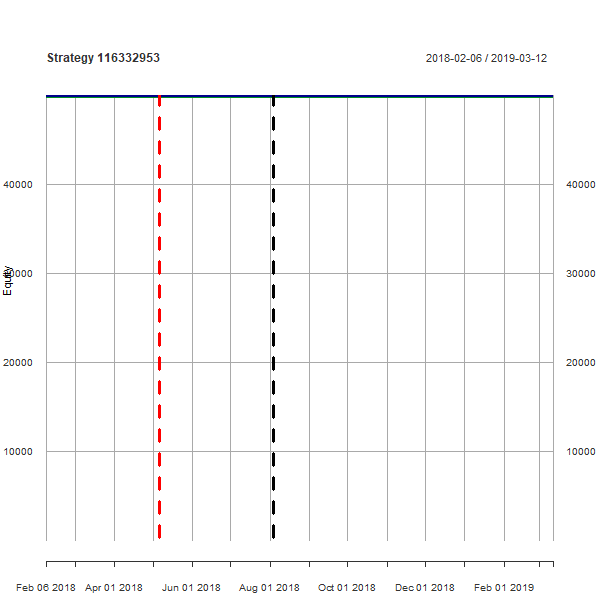 Strategy 116332953
2018-02-06 / 2019-03-12
40000
40000
Equity
30000
30000
20000
20000
10000
10000
Feb 06 2018
Apr 01 2018
Jun 01 2018
Aug 01 2018
Oct 01 2018
Dec 01 2018
Feb 01 2019